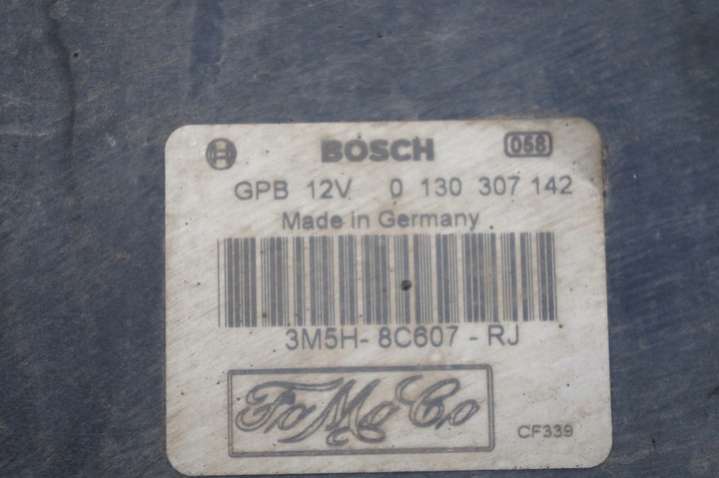 BOSCH 058
GPB 12V 0 130 307 142
Made in Germany
3M5H- 8C607 - RJ
FoMoCo
CF339